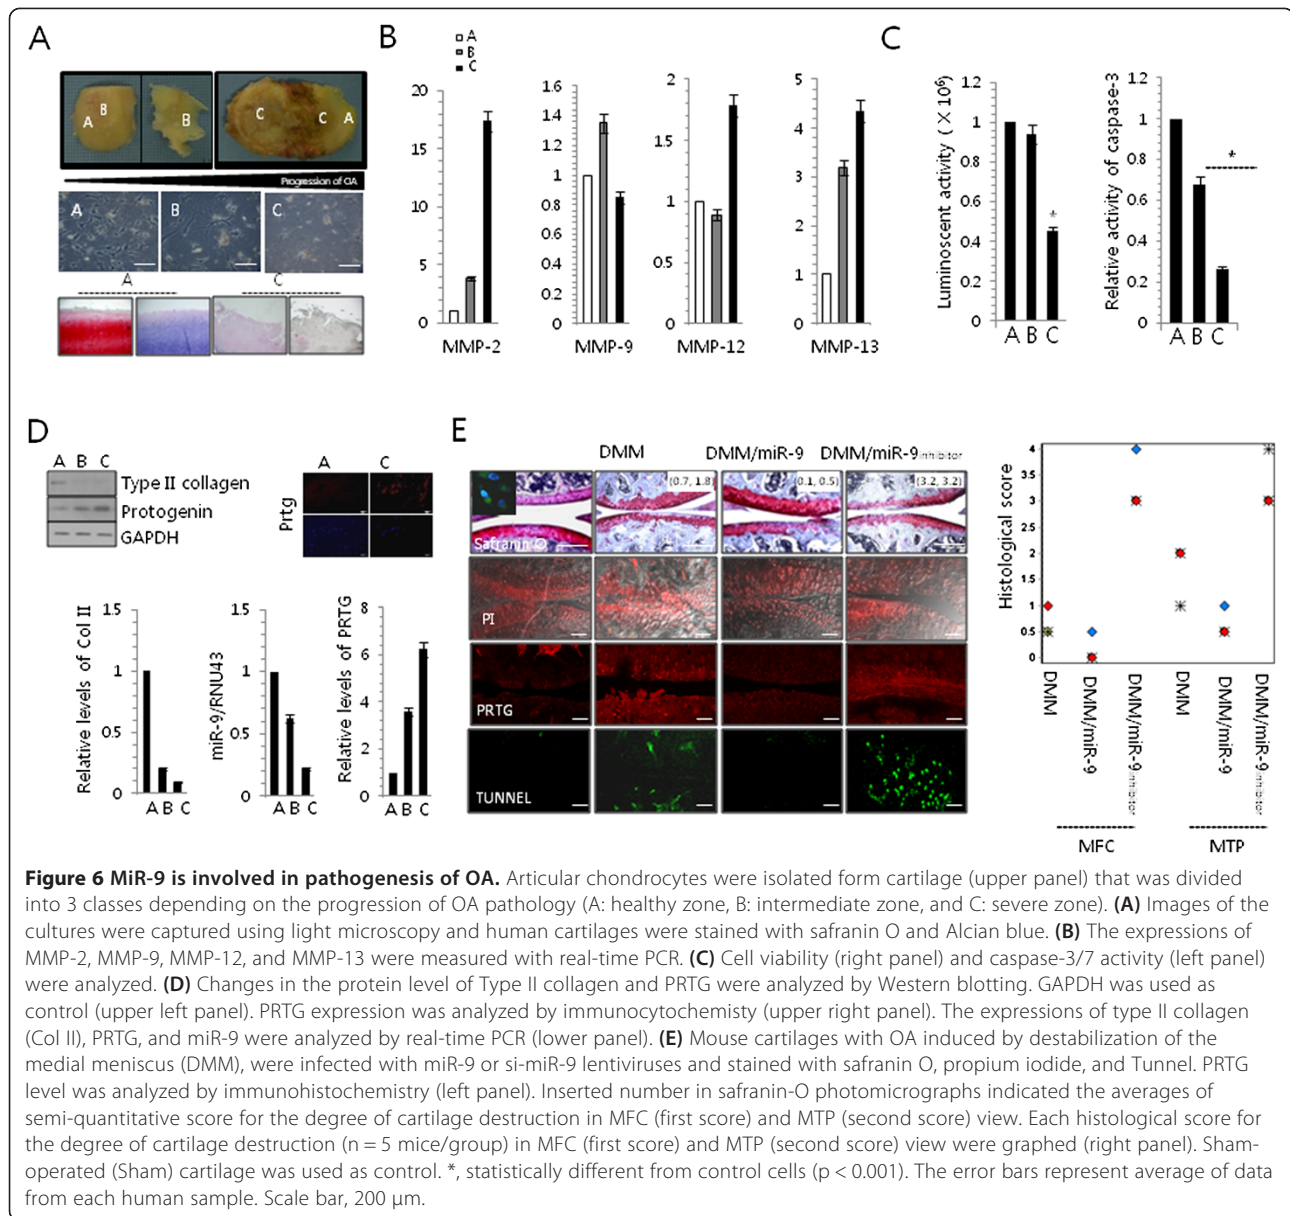 A
B
A
B
C
C
B
A
B
C
C
A
Progression of OA
A
B
C
A
C
20
15
10
5
0
MMP-2
1.6
1.4
1.2
1
0.8
0.6
0.4
0.2
0
MMP-9
2
1.5
1
0.5
0
MMP-12
5
4
3
2
1
0
MMP-13
Luminoscent activity (×10⁶)
1.2
1
0.8
0.6
0.4
0.2
0
*
A B C
Relative activity of caspase-3
1.2
1
0.8
0.6
0.4
0.2
0
*
A B C
D
A B C
Type II collagen
Protogenin
GAPDH
Prtg
A
C
Relative levels of Col II
1.5
1
0.5
0
A B C
miR-9/RNU43
1.5
1
0.5
0
A B C
Relative levels of PRTG
8
6
4
2
0
A B C
E
DMM
DMM/miR-9
DMM/miR-9inhibitor
(0.7, 1.8)
(0.1, 0.5)
(3.2, 3.2)
Safranin O
PI
PRTG
TUNNEL
Histological score
4
3
2
1
0.5
0
DMM
DMM/miR-9
DMM/miR-9inhibitor
DMM
DMM/miR-9
DMM/miR-9inhibitor
MFC
MTP
Figure 6 MiR-9 is involved in pathogenesis of OA. Articular chondrocytes were isolated form cartilage (upper panel) that was divided
into 3 classes depending on the progression of OA pathology (A: healthy zone, B: intermediate zone, and C: severe zone). (A) Images of the
cultures were captured using light microscopy and human cartilages were stained with safranin O and Alcian blue. (B) The expressions of
MMP-2, MMP-9, MMP-12, and MMP-13 were measured with real-time PCR. (C) Cell viability (right panel) and caspase-3/7 activity (left panel)
were analyzed. (D) Changes in the protein level of Type II collagen and PRTG were analyzed by Western blotting. GAPDH was used as
control (upper left panel). PRTG expression was analyzed by immunocytochemisty (upper right panel). The expressions of type II collagen
(Col II), PRTG, and miR-9 were analyzed by real-time PCR (lower panel). (E) Mouse cartilages with OA induced by destabilization of the
medial meniscus (DMM), were infected with miR-9 or si-miR-9 lentiviruses and stained with safranin O, propium iodide, and Tunnel. PRTG
level was analyzed by immunohistochemistry (left panel). Inserted number in safranin-O photomicrographs indicated the averages of
semi-quantitative score for the degree of cartilage destruction in MFC (first score) and MTP (second score) view. Each histological score for
the degree of cartilage destruction (n = 5 mice/group) in MFC (first score) and MTP (second score) view were graphed (right panel). Sham-
operated (Sham) cartilage was used as control. *, statistically different from control cells (p < 0.001). The error bars represent average of data
from each human sample. Scale bar, 200 μm.